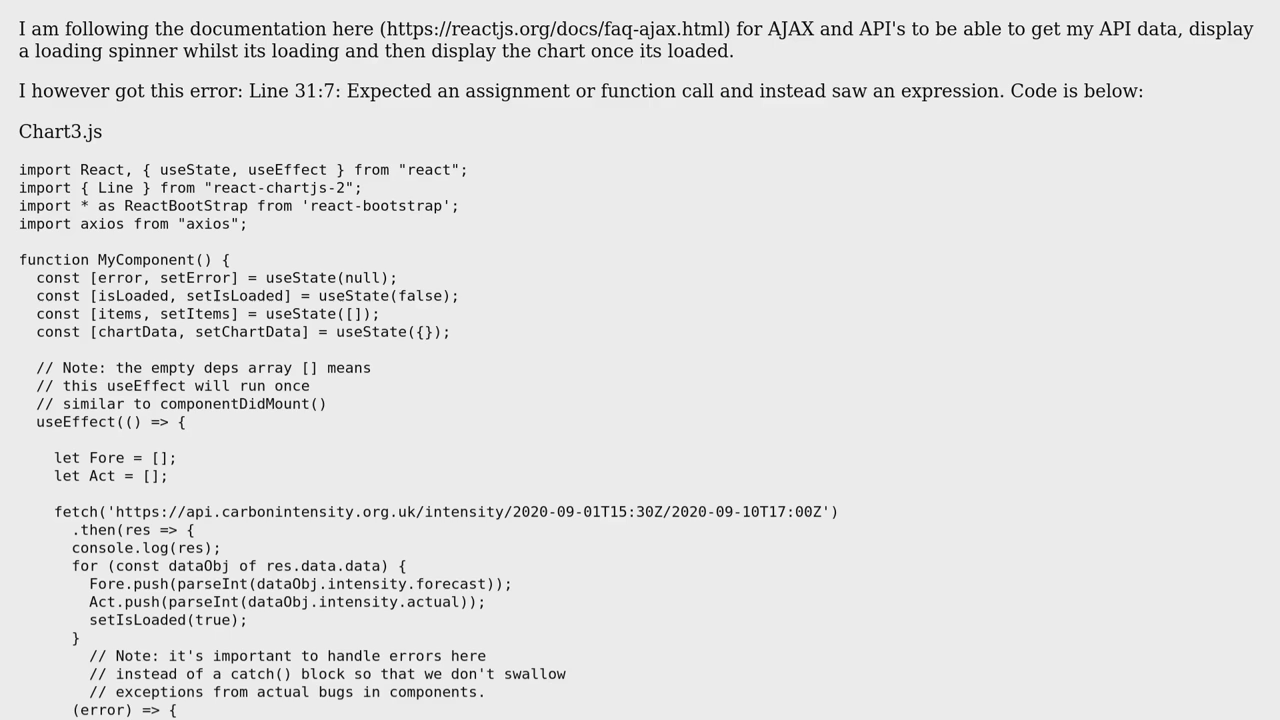 I am following the documentation here (https://reactjs.org/docs/faq-ajax.html) for AJAX and API's to be able to get my API data, display
a loading spinner whilst its loading and then display the chart once its loaded.
I however got this error: Line 31:7: Expected an assignment or function call and instead saw an expression. Code is below:
Chart3.js
import React, { useState, useEffect } from "react";
import { Line } from "react-chartjs-2";
import * as ReactBootStrap from 'react-bootstrap';
import axios from "axios";
function MyComponent() {
  const [error, setError] = useState(null);
  const [isLoaded, setIsLoaded] = useState(false);
  const [items, setItems] = useState([]);
  const [chartData, setChartData] = useState({});
  // Note: the empty deps array [] means
  // this useEffect will run once
  // similar to componentDidMount()
  useEffect(() => {
    let Fore = [];
    let Act = [];
    fetch('https://api.carbonintensity.org.uk/intensity/2020-09-01T15:30Z/2020-09-10T17:00Z')
      .then(res => {
      console.log(res);
      for (const dataObj of res.data.data) {
        Fore.push(parseInt(dataObj.intensity.forecast));
        Act.push(parseInt(dataObj.intensity.actual));
        setIsLoaded(true);
      }
        // Note: it's important to handle errors here
        // instead of a catch() block so that we don't swallow
        // exceptions from actual bugs in components.
      (error) => {